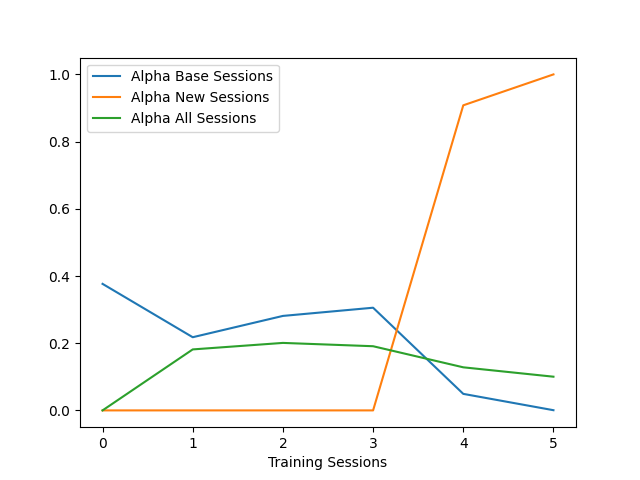 Alpha Base Sessions
Alpha New Sessions
Alpha All Sessions
1.0
0.8
0.6
0.4
0.2
0.0
0 1 2 3 4 5
Training Sessions